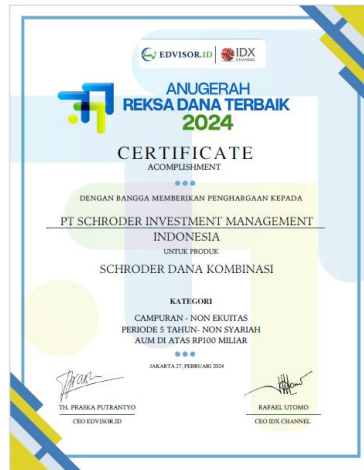 EDVISOR.ID IDX
CHANNEL
ANUGERAH
REKSA DANA TERBAIK
2024
CERTIFICATE
ACOMPLISHMENT
DENGAN BANGGA MEMBERIKAN PENGHARGAAN KEPADA
PT SCHRODER INVESTMENT MANAGEMENT
INDONESIA
UNTUK PRODUK
SCHRODER DANA KOMBINASI
KATEGORI
CAMPURAN - NON EKUITAS
PERIODE 5 TAHUN- NON SYARIAH
AUM DI ATAS RP100 MILIAR
JAKARTA 27, FEBRUARI 2024
TH. PRASKA PUTRANTYO RAFAEL UTOMO
CEO EDVISOR.ID CEO IDX CHANNEL